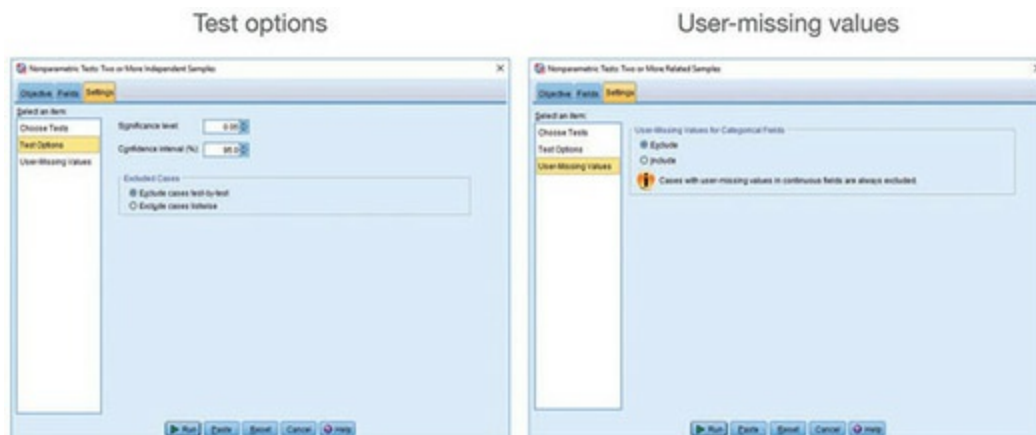 Test options
User-missing values
Nonparametric Tests: Two or More Independent Samples
Objective Fields Settings
Select an item:
Choose Tests
Test Options
User-Missing Values
Significance level: 0.05
Confidence interval (%): 95.0
Excluded Cases
Exclude cases test-by-test
Exclude cases listwise
Run Paste Reset Cancel Help
Nonparametric Tests: Two or More Related Samples
Objective Fields Settings
Select an item:
Choose Tests
Test Options
User-Missing Values
User-Missing Values for Categorical Fields
Exclude
Include
Cases with user-missing values in continuous fields are always excluded.
Run Paste Reset Cancel Help